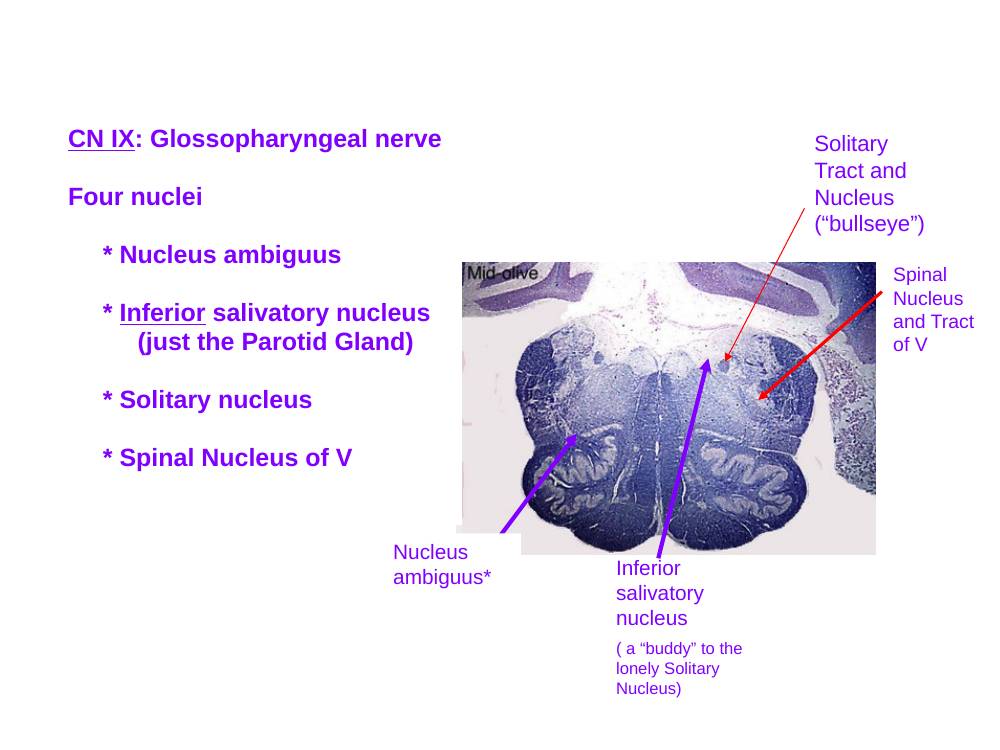 CN IX: Glossopharyngeal nerve
Four nuclei
* Nucleus ambiguus
* Inferior salivatory nucleus
(just the Parotid Gland)
* Solitary nucleus
* Spinal Nucleus of V
Solitary
Tract and
Nucleus
(“bullseye”)
Mid-olive
Spinal
Nucleus
and Tract
of V
Nucleus
ambiguus*
Inferior
salivatory
nucleus
( a “buddy” to the
lonely Solitary
Nucleus)